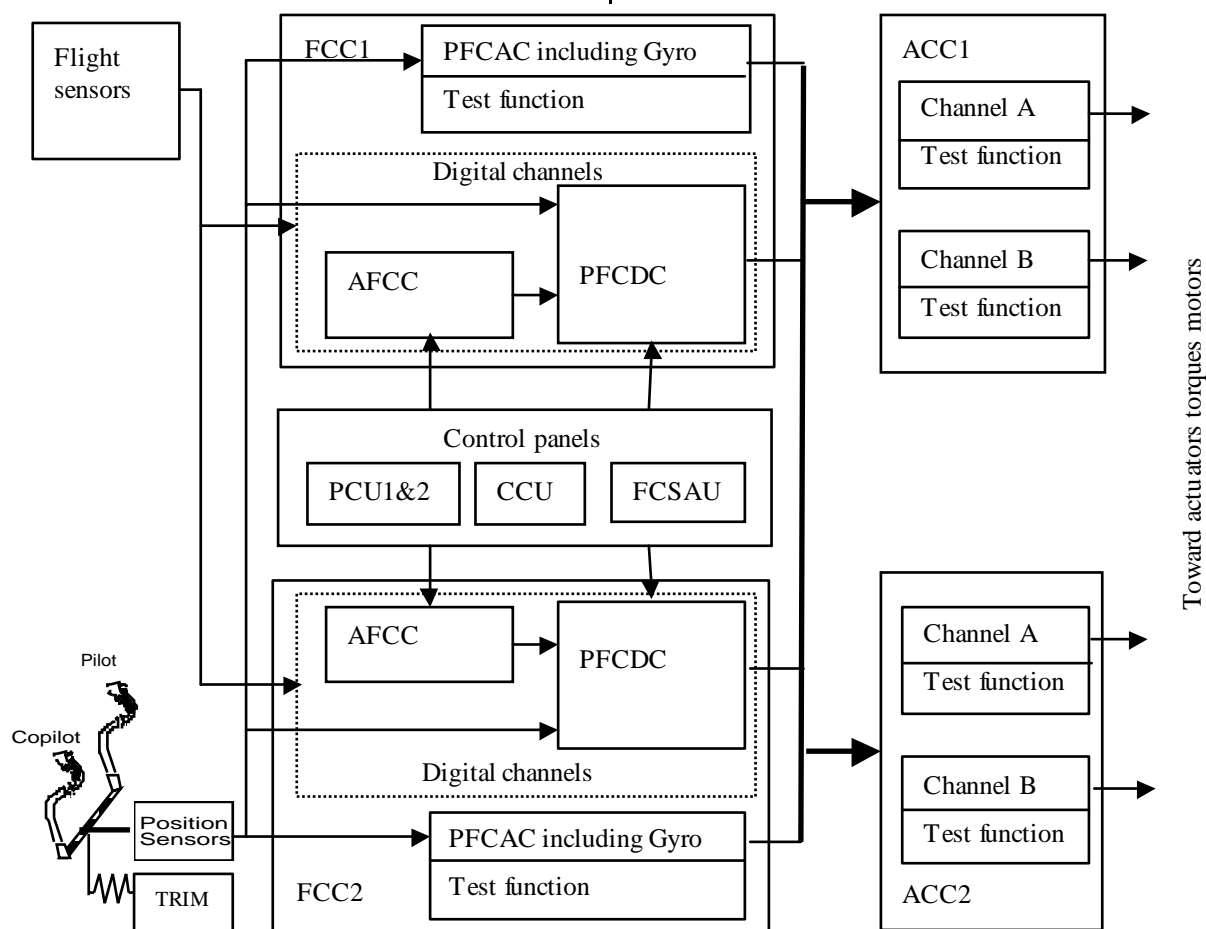 Flight
sensors
FCC1
PFCAC including Gyro
Test function
Digital channels
AFCC
PFCDC
ACC1
Channel A
Test function
Channel B
Test function
Control panels
PCU1&2
CCU
FCSAU
Toward actuators torques motors
AFCC
PFCDC
Digital channels
PFCAC including Gyro
Test function
FCC2
Channel A
Test function
Channel B
Test function
ACC2
Pilot
Copilot
Position
Sensors
TRIM